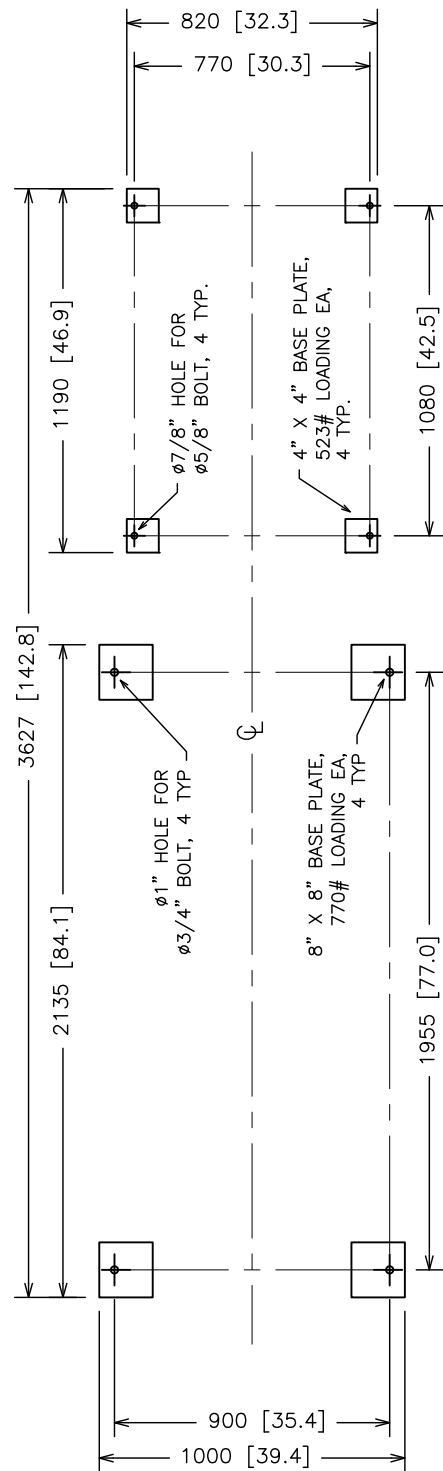 820 [32.3]
770 [30.3]
1190 [46.9]
ø7/8" HOLE FOR
ø5/8" BOLT, 4 TYP.
4" X 4" BASE PLATE,
523# LOADING EA,
4 TYP.
1080 [42.5]
3627 [142.8]
2135 [84.1]
ø1" HOLE FOR
ø3/4" BOLT, 4 TYP
CL
8" X 8" BASE PLATE,
770# LOADING EA,
4 TYP
1955 [77.0]
900 [35.4]
1000 [39.4]